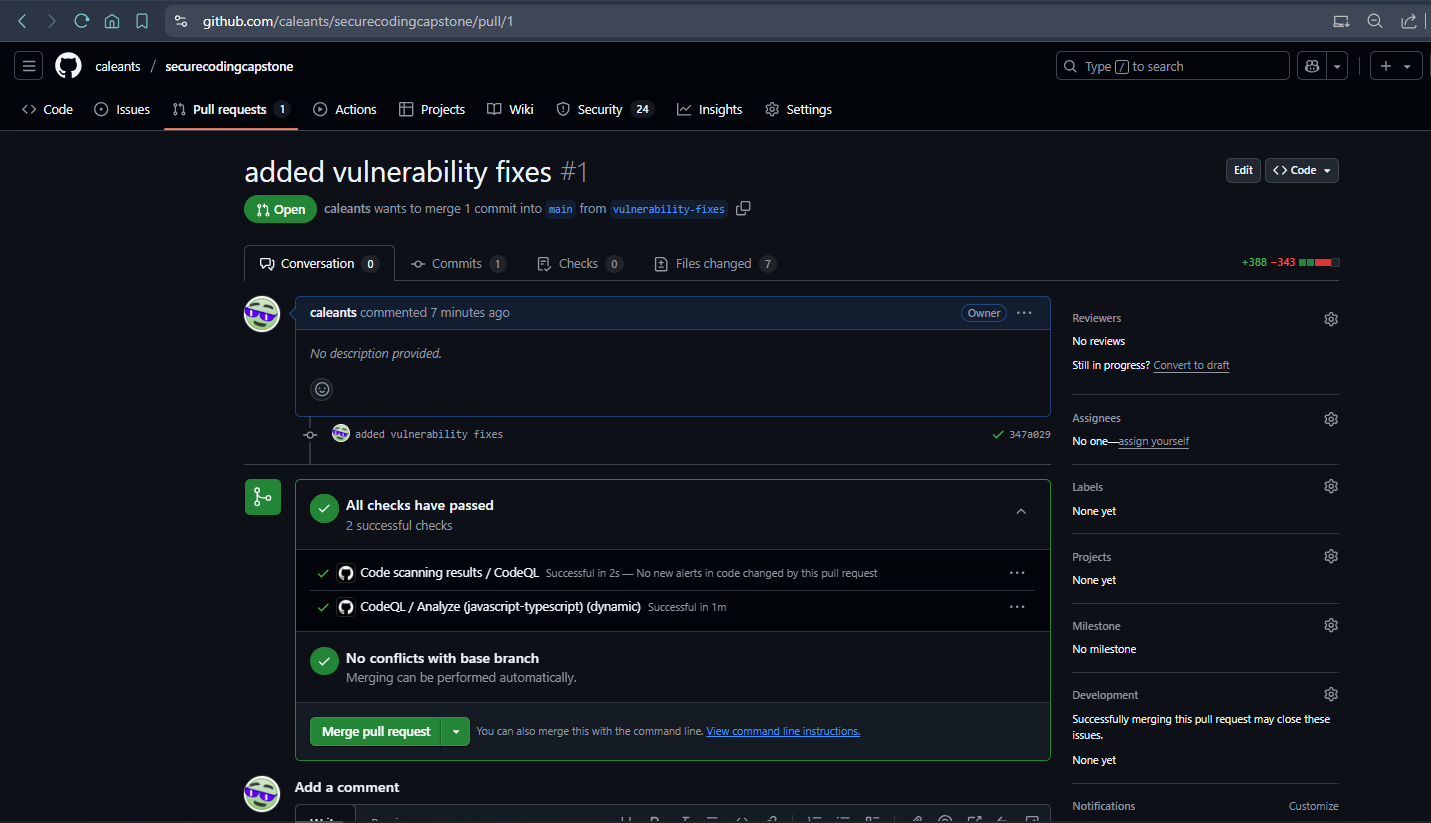 github.com/caleants/securecodingcapstone/pull/1
caleants / securecodingcapstone
Type / to search
Code
Issues
Pull requests 1
Actions
Projects
Wiki
Security 24
Insights
Settings
added vulnerability fixes #1
Edit
<> Code
Open
caleants wants to merge 1 commit into main from vulnerability-fixes
Conversation 0
Commits 1
Checks 0
Files changed 7
+388 −343
caleants commented 7 minutes ago
Owner
No description provided.
added vulnerability fixes
347a029
All checks have passed
2 successful checks
Code scanning results / CodeQL Successful in 2s — No new alerts in code changed by this pull request
CodeQL / Analyze (javascript-typescript) (dynamic) Successful in 1m
No conflicts with base branch
Merging can be performed automatically.
Merge pull request
You can also merge this with the command line. View command line instructions.
Add a comment
Reviewers
No reviews
Still in progress? Convert to draft
Assignees
No one—assign yourself
Labels
None yet
Projects
None yet
Milestone
No milestone
Development
Successfully merging this pull request may close these
issues.
None yet
Notifications
Customize